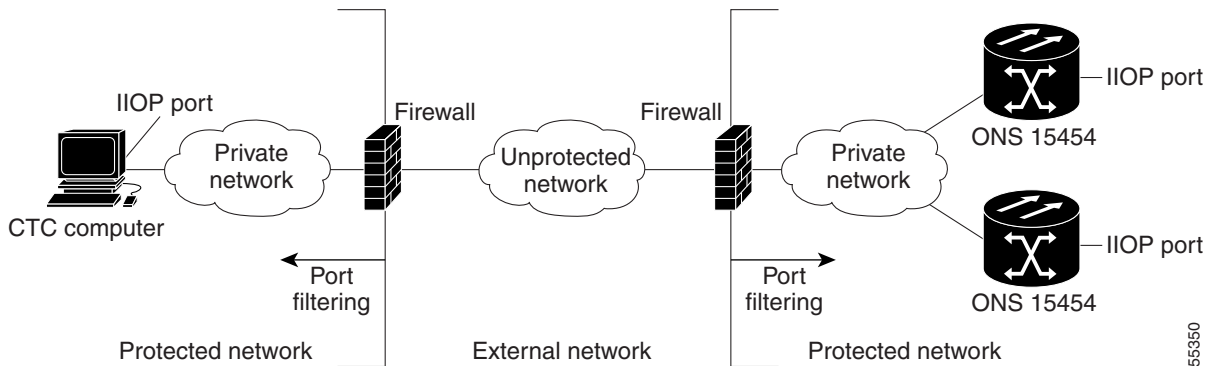 IIOP port
Private
network
CTC computer
Firewall
Unprotected
network
Firewall
Private
network
ONS 15454
IIOP port
ONS 15454
IIOP port
Port
filtering
Port
filtering
Protected network
External network
Protected network
55350